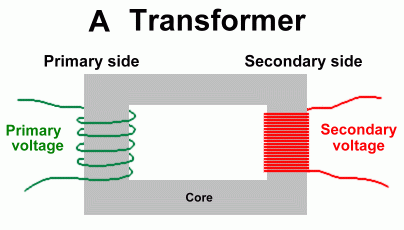 A Transformer
Primary side
Secondary side
Primary
voltage
Secondary
voltage
Core